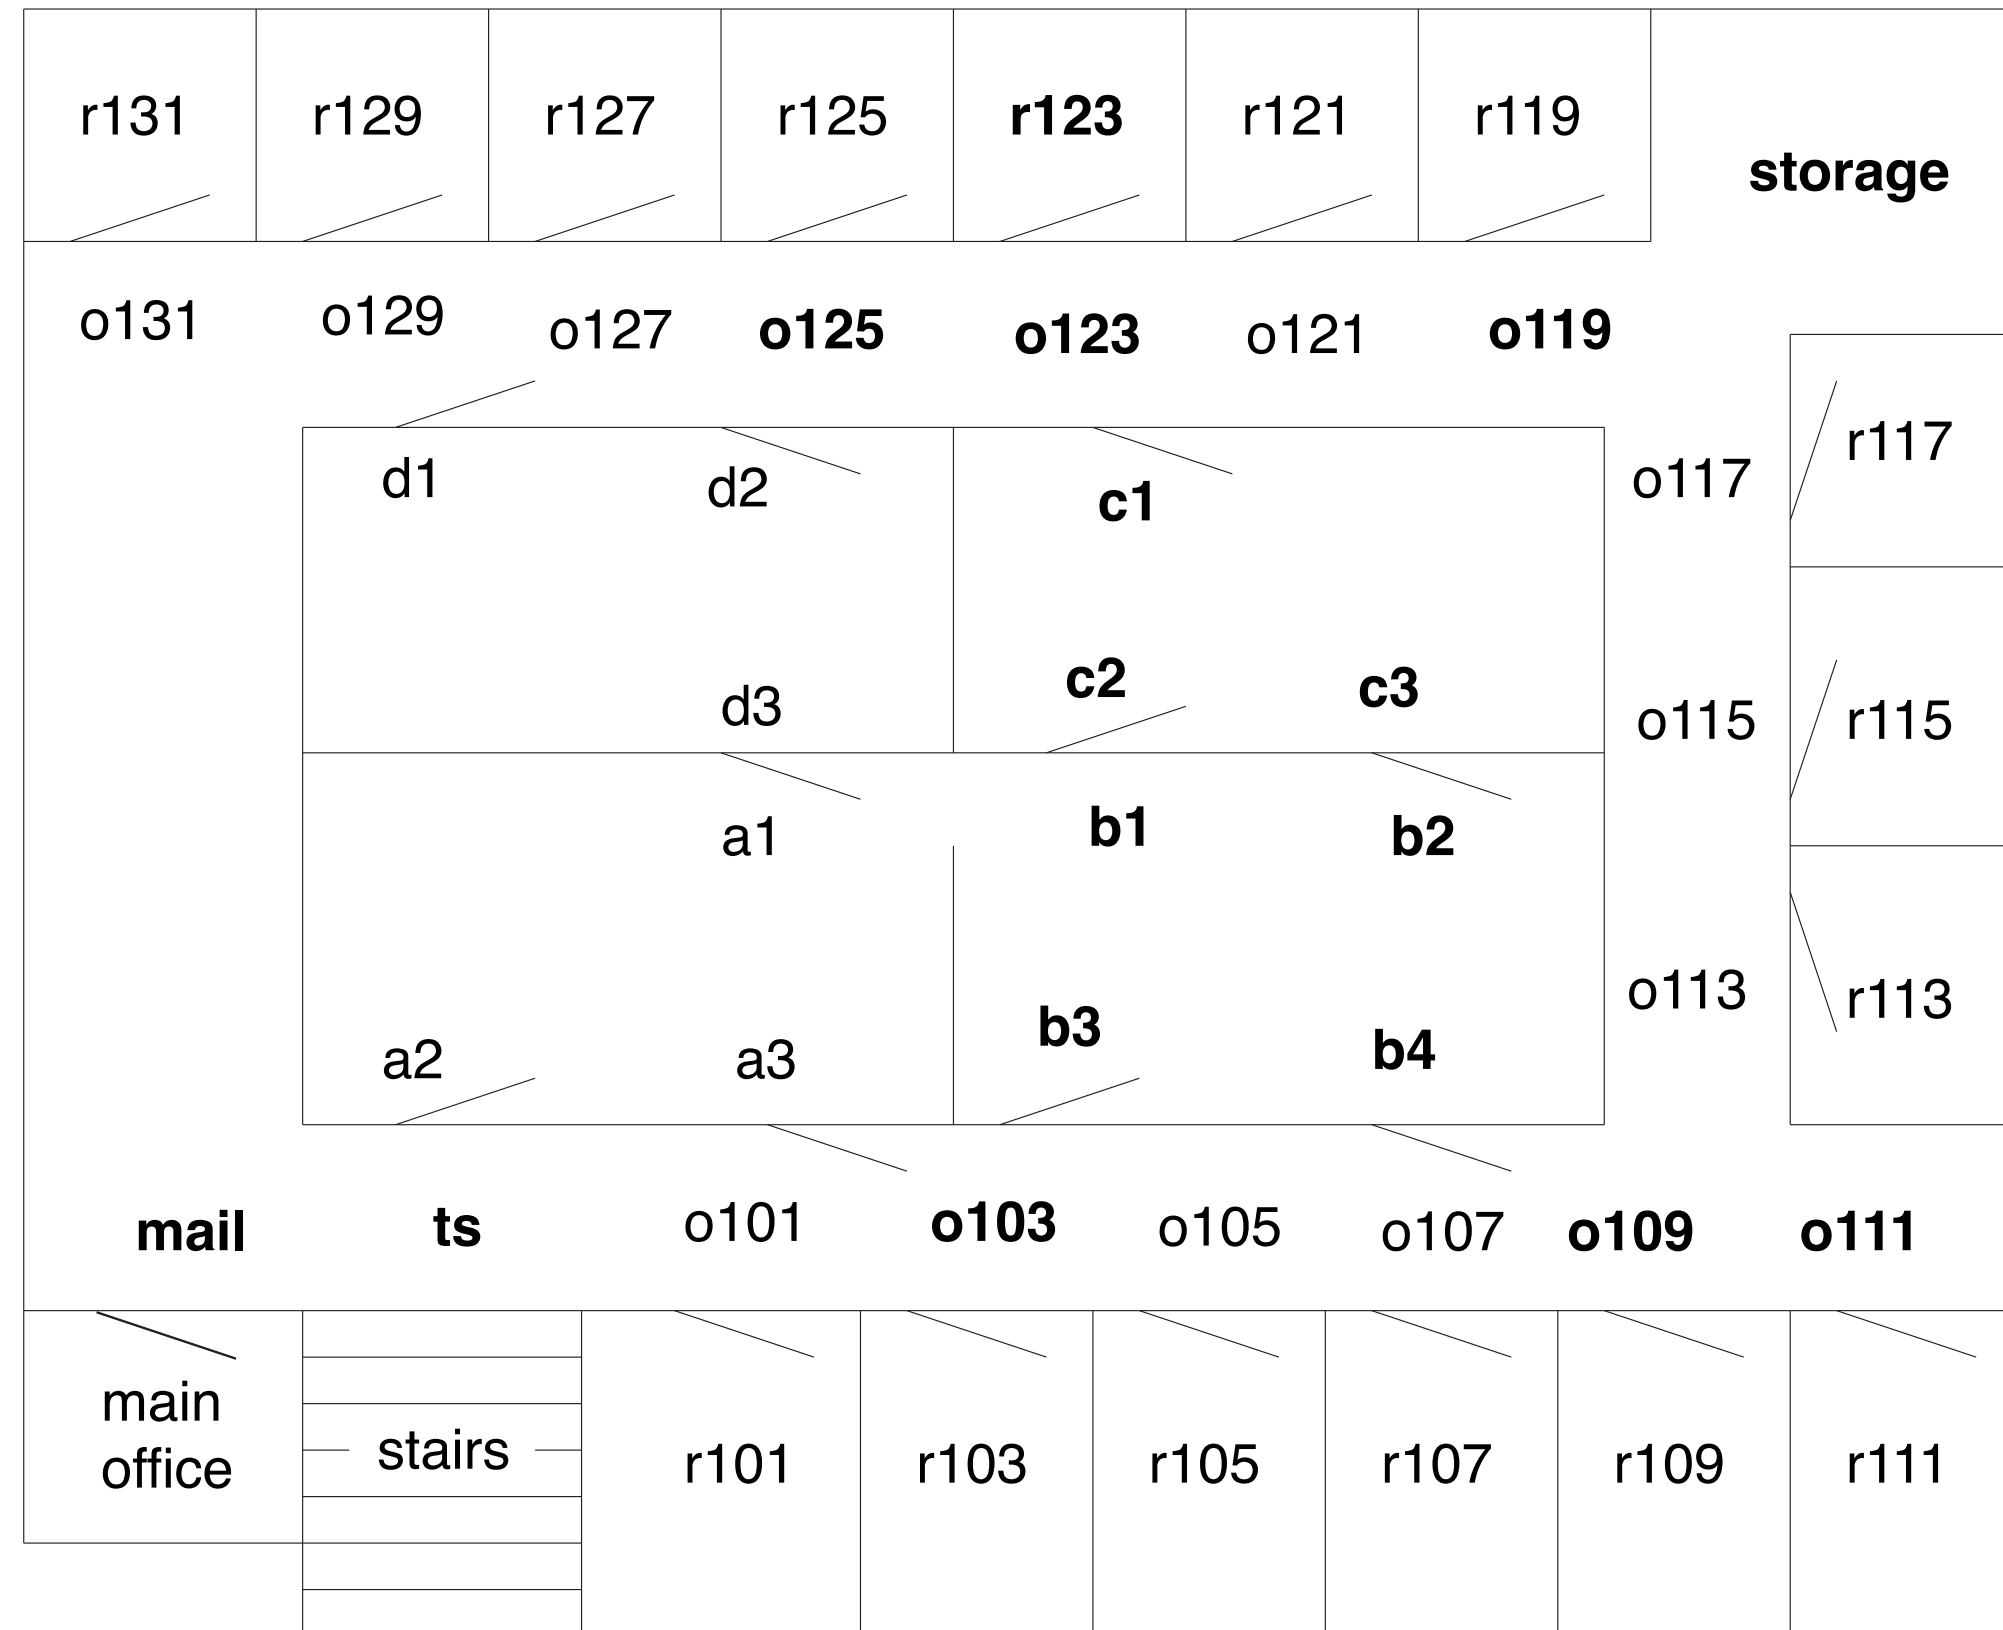 r131 r129 r127 r125 r123 r121 r119
storage
o131 o129 o127 o125 o123 o121 o119
r117
d1 d2 c1 o117
c2 c3
d3 o115 r115
a1 b1 b2
o113 r113
b3 b4
a2 a3
mail ts o101 o103 o105 o107 o109 o111
main
office
stairs r101 r103 r105 r107 r109 r111